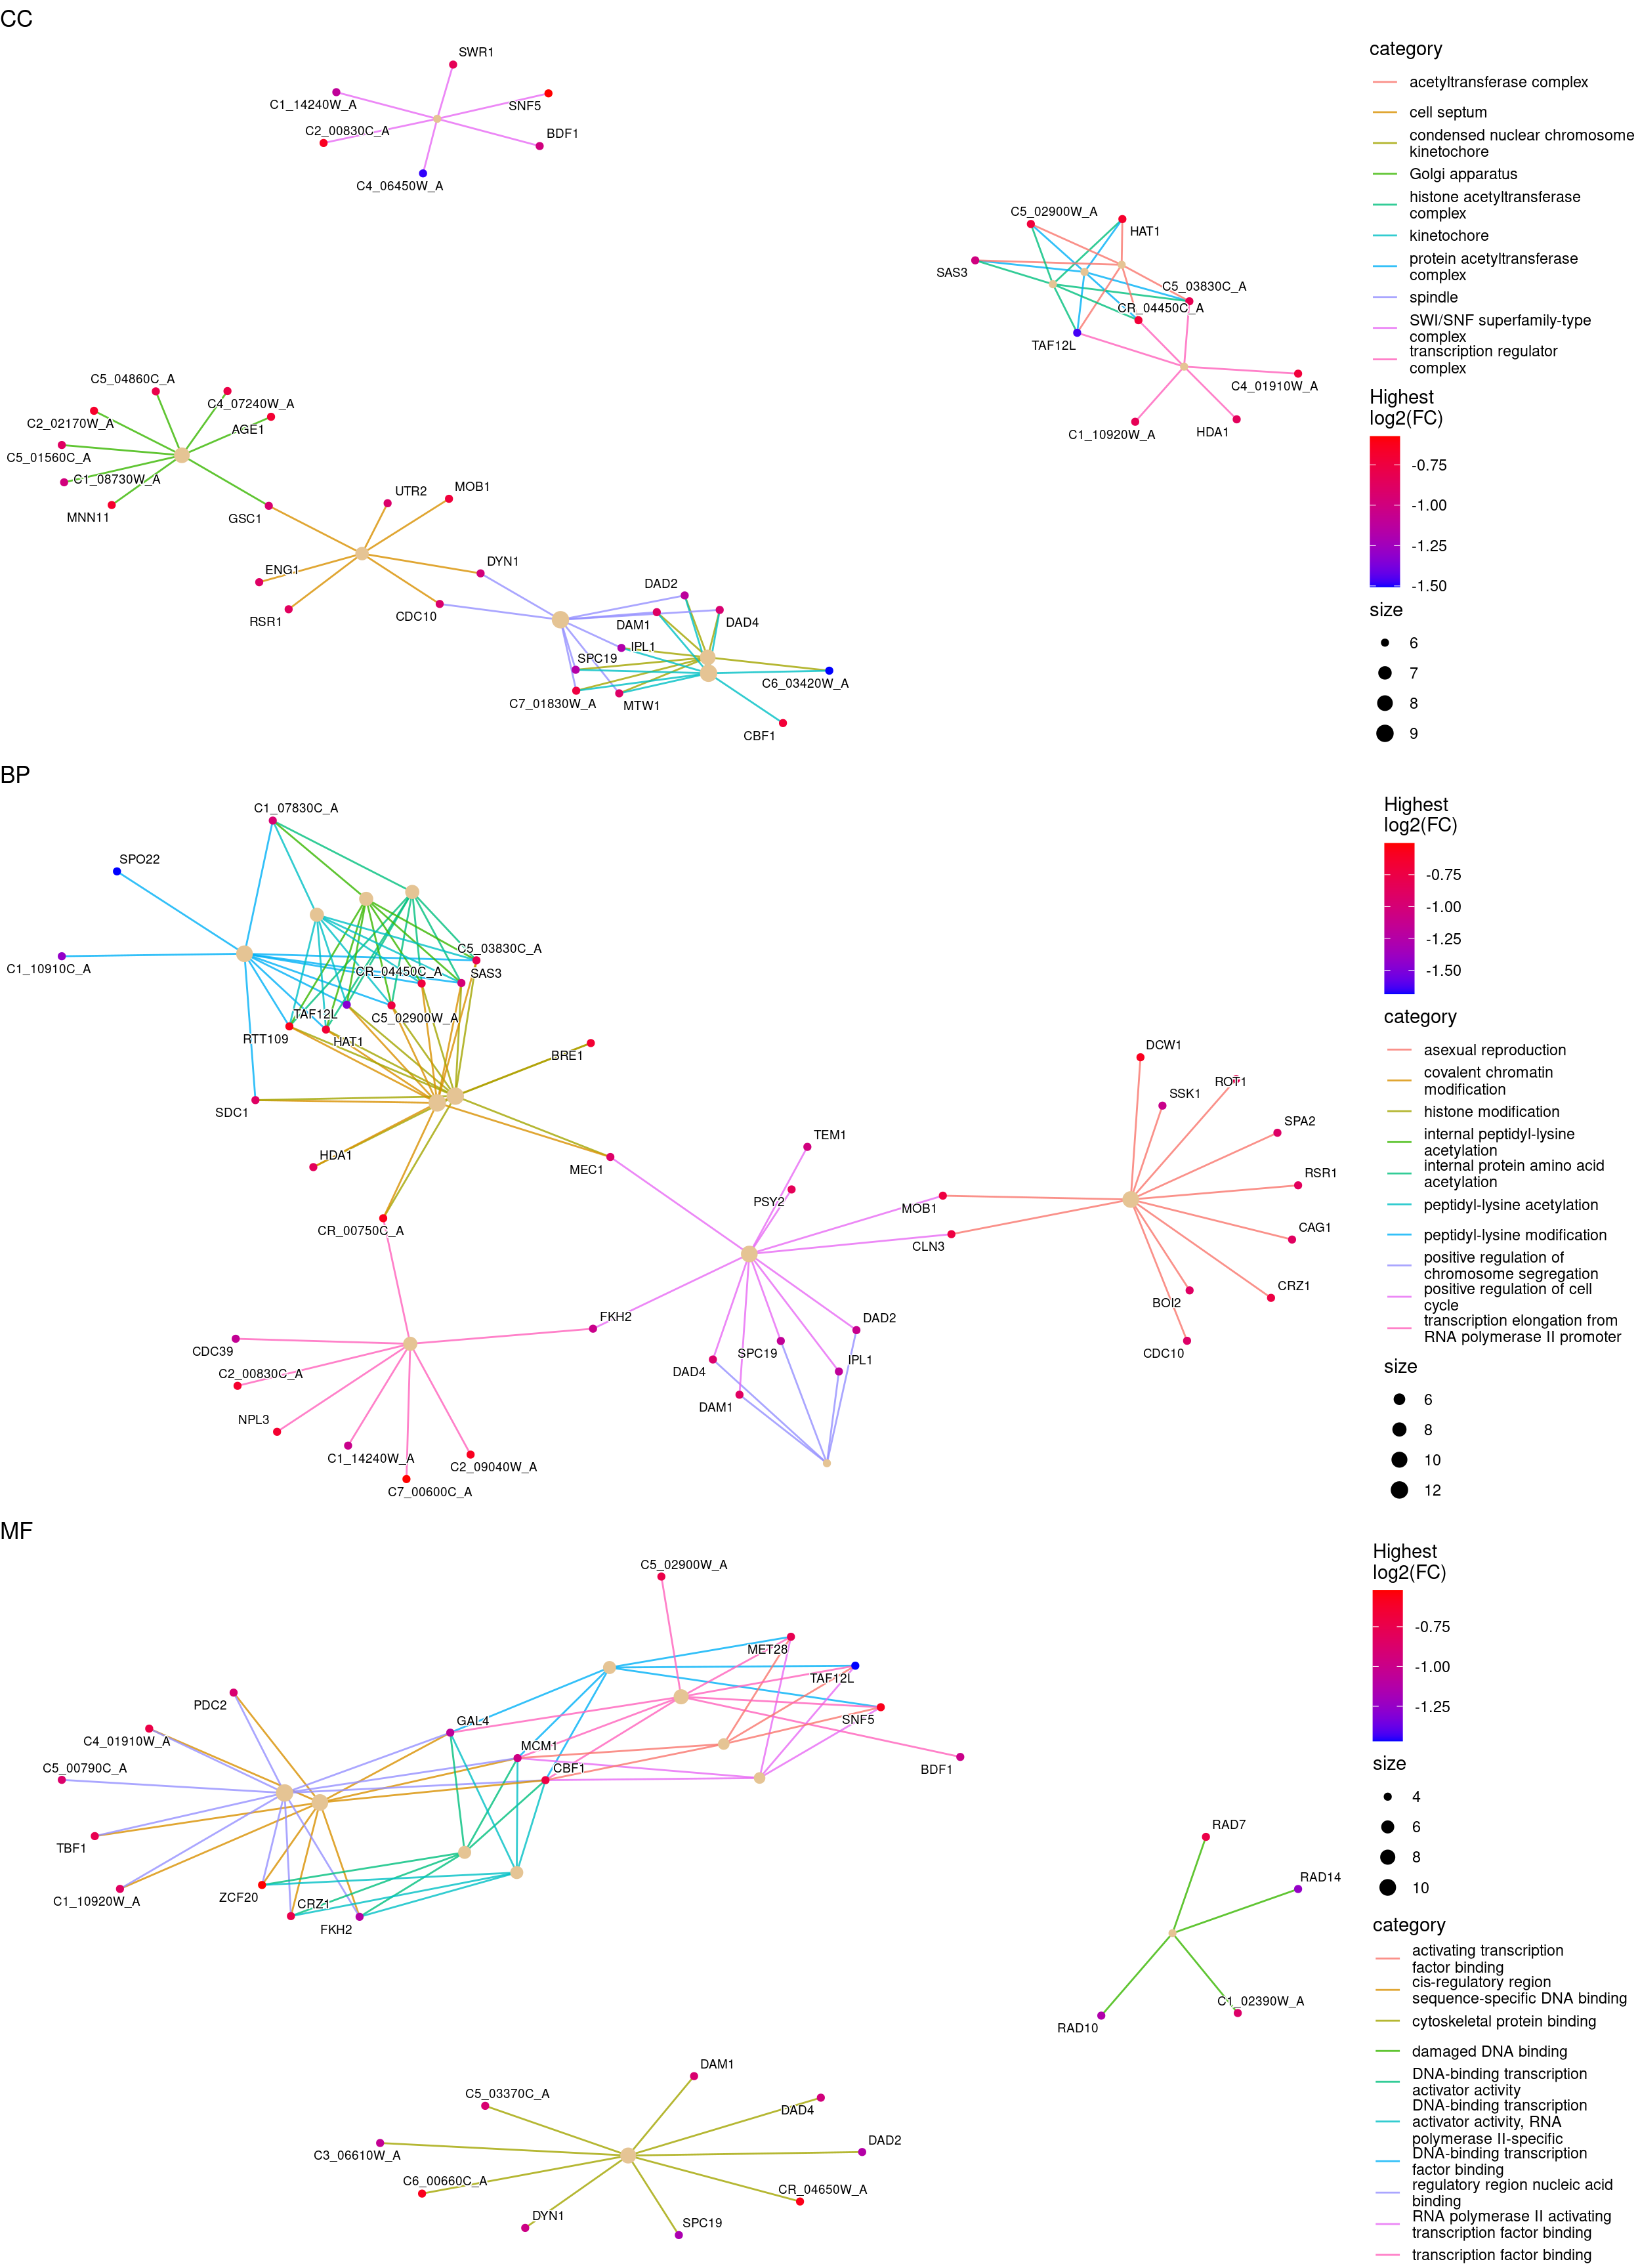 CC
SWR1
C1_14240W_A
SNF5
C2_00830C_A
BDF1
C4_06450W_A
C5_02900W_A
HAT1
SAS3
C5_03830C_A
CR_04450C_A
TAF12L
C4_01910W_A
C1_10920W_A
HDA1
C5_04860C_A
C4_07240W_A
C2_02170W_A
AGE1
C5_01560C_A
C1_08730W_A
MNN11
GSC1
UTR2
MOB1
ENG1
DYN1
RSR1
CDC10
DAD2
DAM1
DAD4
IPL1
SPC19
C6_03420W_A
C7_01830W_A
MTW1
CBF1
category
acetyltransferase complex
cell septum
condensed nuclear chromosome
kinetochore
Golgi apparatus
histone acetyltransferase
complex
kinetochore
protein acetyltransferase
complex
spindle
SWI/SNF superfamily-type
complex
transcription regulator
complex
Highest
log2(FC)
-0.75
-1.00
-1.25
-1.50
size
6
7
8
9
BP
C1_07830C_A
SPO22
C1_10910C_A
C5_03830C_A
CR_04450C_A
SAS3
TAF12L
C5_02900W_A
RTT109
HAT1
BRE1
SDC1
HDA1
MEC1
CR_00750C_A
TEM1
PSY2
MOB1
CLN3
DCW1
ROT1
SSK1
SPA2
RSR1
CAG1
CRZ1
BOI2
CDC10
FKH2
CDC39
C2_00830C_A
NPL3
C1_14240W_A
C2_09040W_A
C7_00600C_A
DAD2
SPC19
IPL1
DAD4
DAM1
Highest
log2(FC)
-0.75
-1.00
-1.25
-1.50
category
asexual reproduction
covalent chromatin
modification
histone modification
internal peptidyl-lysine
acetylation
internal protein amino acid
acetylation
peptidyl-lysine acetylation
peptidyl-lysine modification
positive regulation of
chromosome segregation
positive regulation of cell
cycle
transcription elongation from
RNA polymerase II promoter
size
6
8
10
12
MF
C5_02900W_A
MET28
TAF12L
SNF5
BDF1
PDC2
C4_01910W_A
GAL4
MCM1
C5_00790C_A
CBF1
TBF1
C1_10920W_A
ZCF20
CRZ1
FKH2
RAD7
RAD14
C1_02390W_A
RAD10
DAM1
C5_03370C_A
DAD4
C3_06610W_A
DAD2
C6_00660C_A
CR_04650W_A
DYN1
SPC19
Highest
log2(FC)
-0.75
-1.00
-1.25
size
4
6
8
10
category
activating transcription
factor binding
cis-regulatory region
sequence-specific DNA binding
cytoskeletal protein binding
damaged DNA binding
DNA-binding transcription
activator activity
DNA-binding transcription
activator activity, RNA
polymerase II-specific
DNA-binding transcription
factor binding
regulatory region nucleic acid
binding
RNA polymerase II activating
transcription factor binding
transcription factor binding